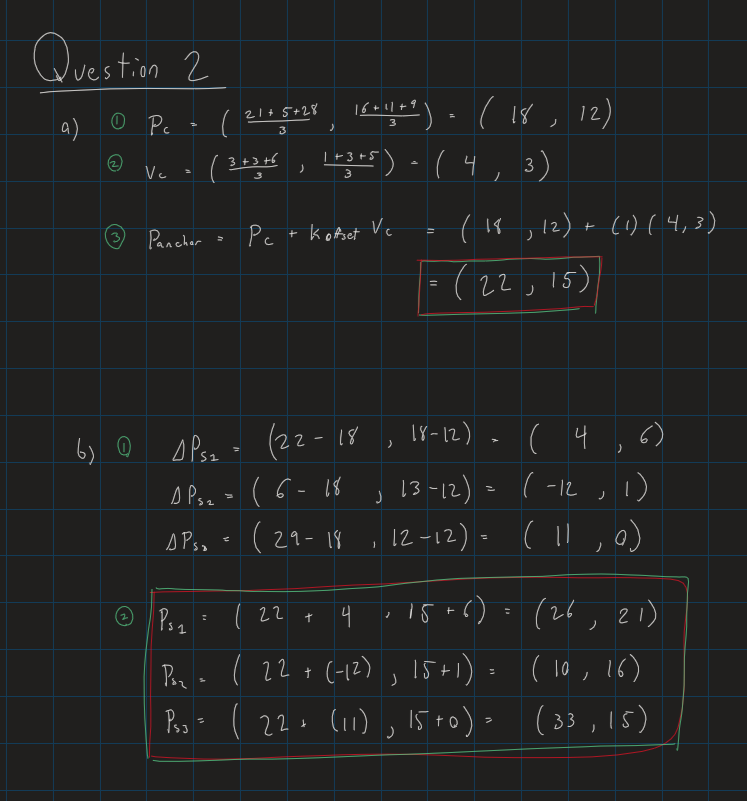 Question 2
a) ① Pc = ( 21+5+28/3 , 16+11+9/3 ) = ( 18 , 12)
② Vc = ( 3+3+6/3 , 1+3+5/3 ) = ( 4 , 3)
③ Panchor = Pc + Koffset Vc = ( 18 , 12) + (1) ( 4, 3)
= ( 22 , 15)
b) ① ΔPs1 = (22 - 18 , 18-12) = ( 4 , 6)
ΔPs2 = ( 6 - 18 , 13-12) = ( -12 , 1)
ΔPs3 = ( 29 - 18 , 12-12) = ( 11 , 0)
② Ps1 = ( 22 + 4 , 15 + 6) = (26 , 21)
Ps2 = ( 22 + (-12) , 15+1) = ( 10 , 16)
Ps3 = ( 22 + (11) , 15+0) = (33 , 15)